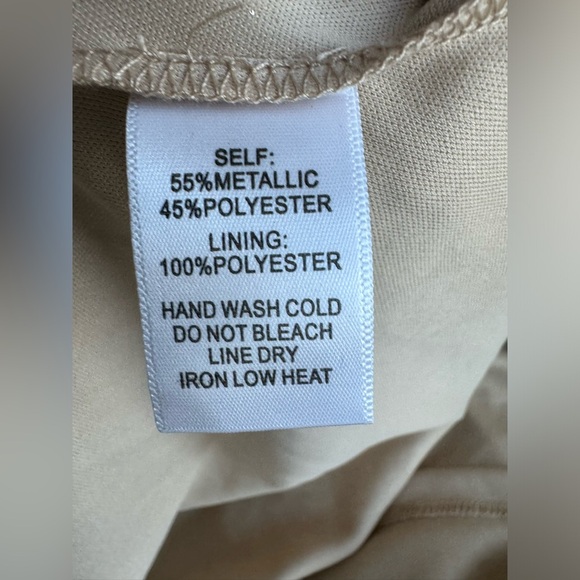 SELF:
55%METALLIC
45%POLYESTER
LINING:
100%POLYESTER
HAND WASH COLD
DO NOT BLEACH
LINE DRY
IRON LOW HEAT